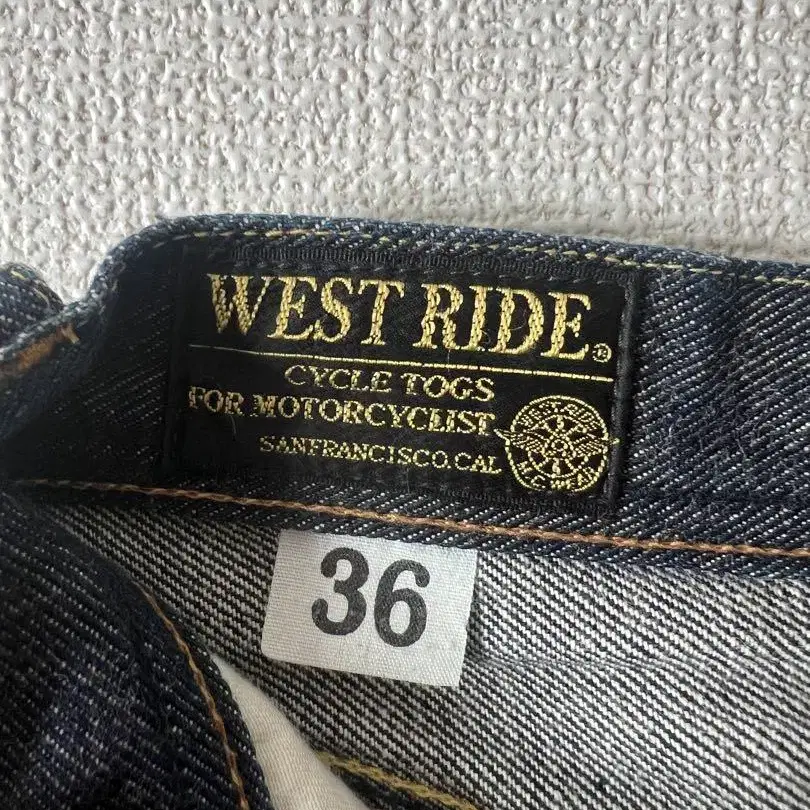 WEST RIDE®
CYCLE TOGS
FOR MOTORCYCLIST
SANFRANCISCO.CAL
36